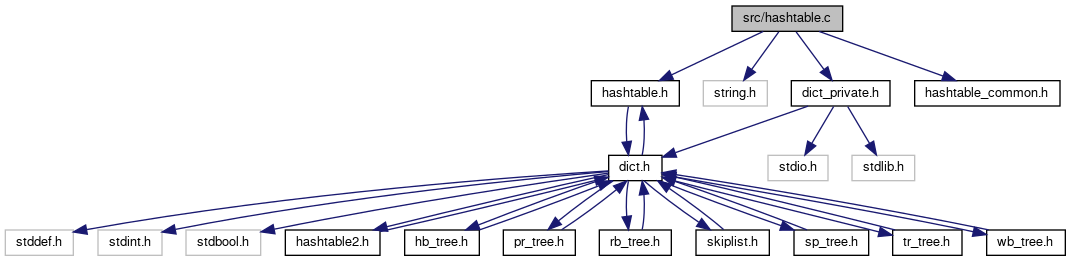 src/hashtable.c
hashtable.h
string.h
dict_private.h
hashtable_common.h
dict.h
stdio.h
stdlib.h
stddef.h
stdint.h
stdbool.h
hashtable2.h
hb_tree.h
pr_tree.h
rb_tree.h
skiplist.h
sp_tree.h
tr_tree.h
wb_tree.h